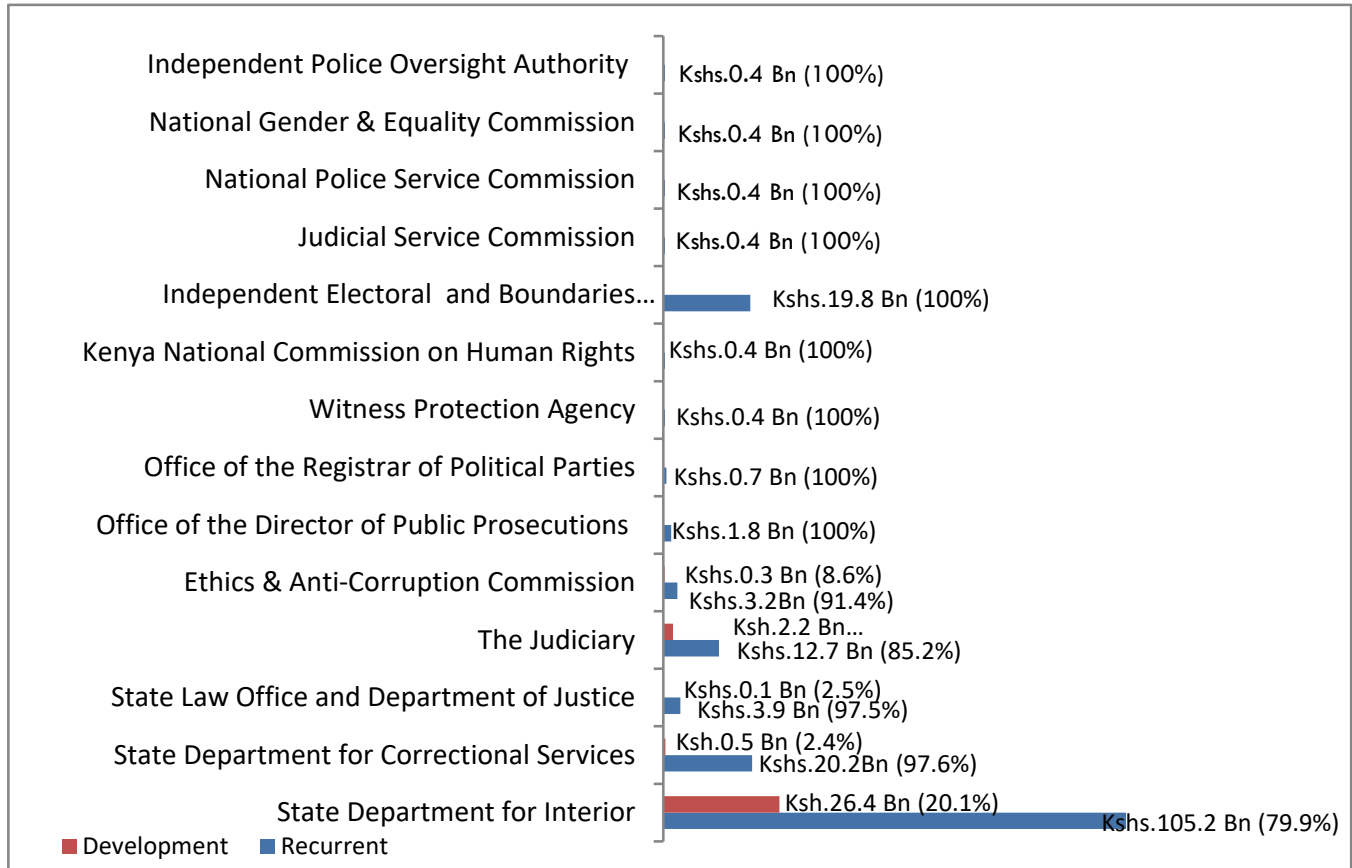 Independent Police Oversight Authority
Kshs.0.4 Bn (100%)
National Gender & Equality Commission
Kshs.0.4 Bn (100%)
National Police Service Commission
Kshs.0.4 Bn (100%)
Judicial Service Commission
Kshs.0.4 Bn (100%)
Independent Electoral and Boundaries...
Kshs.19.8 Bn (100%)
Kenya National Commission on Human Rights
Kshs.0.4 Bn (100%)
Witness Protection Agency
Kshs.0.4 Bn (100%)
Office of the Registrar of Political Parties
Kshs.0.7 Bn (100%)
Office of the Director of Public Prosecutions
Kshs.1.8 Bn (100%)
Ethics & Anti-Corruption Commission
Kshs.0.3 Bn (8.6%)
Kshs.3.2Bn (91.4%)
The Judiciary
Ksh.2.2 Bn...
Kshs.12.7 Bn (85.2%)
State Law Office and Department of Justice
Kshs.0.1 Bn (2.5%)
Kshs.3.9 Bn (97.5%)
State Department for Correctional Services
Ksh.0.5 Bn (2.4%)
Kshs.20.2Bn (97.6%)
State Department for Interior
Ksh.26.4 Bn (20.1%)
Kshs.105.2 Bn (79.9%)
Development
Recurrent